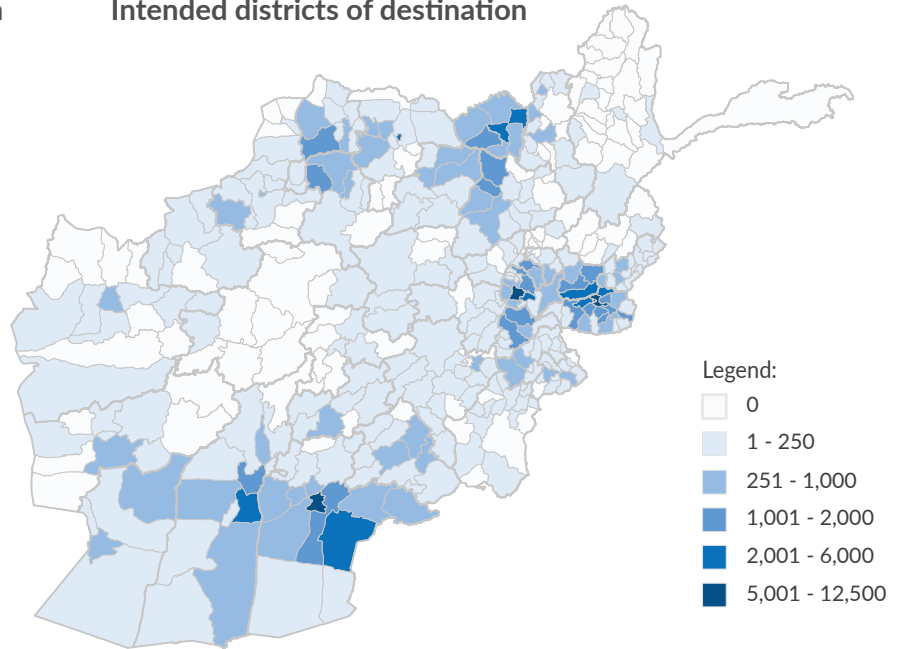 n Intended districts of destination
Legend:
0
1 - 250
251 - 1,000
1,001 - 2,000
2,001 - 6,000
5,001 - 12,500